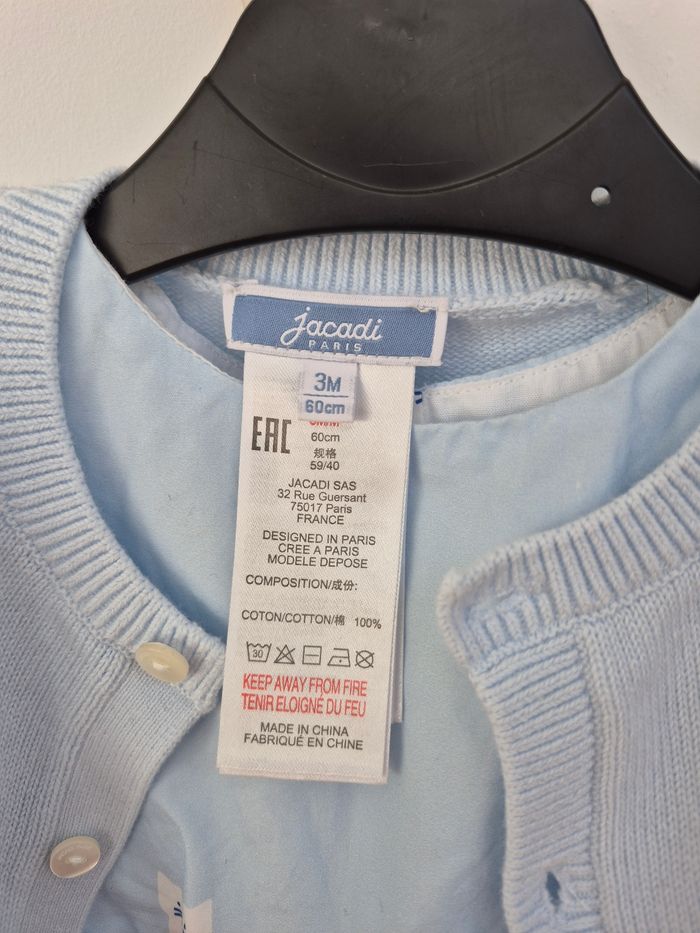 jacadi
PARIS
3M
60cm
EAC
60cm
规格
59/40
JACADI SAS
32 Rue Guersant
75017 Paris
FRANCE
DESIGNED IN PARIS
CREE A PARIS
MODELE DEPOSE
COMPOSITION/成份:
COTON/COTTON/棉 100%
30
KEEP AWAY FROM FIRE
TENIR ELOIGNÉ DU FEU
MADE IN CHINA
FABRIQUÉ EN CHINE